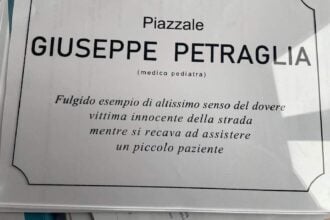 Piazzale
GIUSEPPE PETRAGLIA
(medico pediatra)
Fulgido esempio di altissimo senso del dovere
vittima innocente della strada
mentre si recava ad assistere
un piccolo paziente